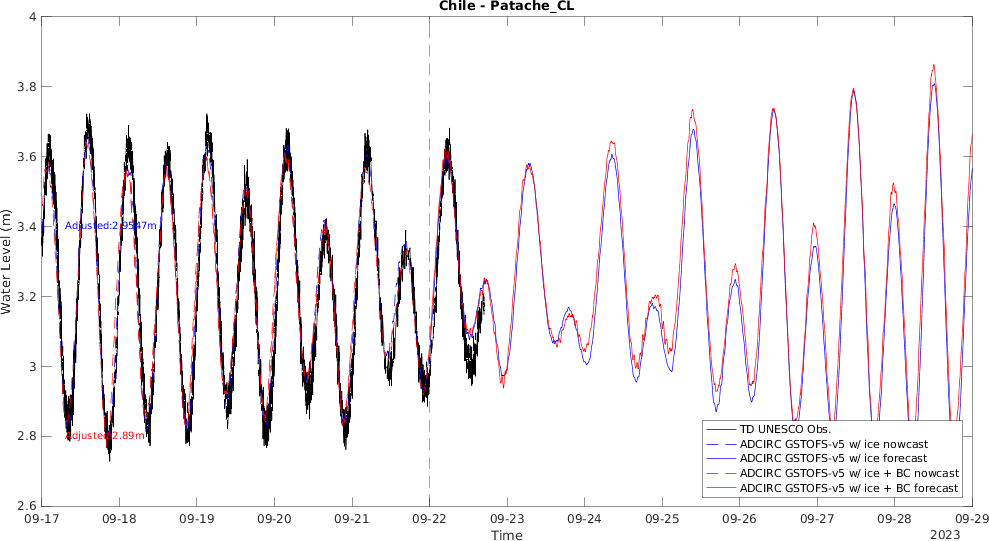 Chile - Patache_CL
4
3.8
3.6
3.4
3.2
3
2.8
2.6
Water Level (m)
Adjusted:2.9547m
Adjusted:2.89m
TD UNESCO Obs.
ADCIRC GSTOFS-v5 w/ ice nowcast
ADCIRC GSTOFS-v5 w/ ice forecast
ADCIRC GSTOFS-v5 w/ ice + BC nowcast
ADCIRC GSTOFS-v5 w/ ice + BC forecast
09-17 09-18 09-19 09-20 09-21 09-22 09-23 09-24 09-25 09-26 09-27 09-28 09-29
Time
2023